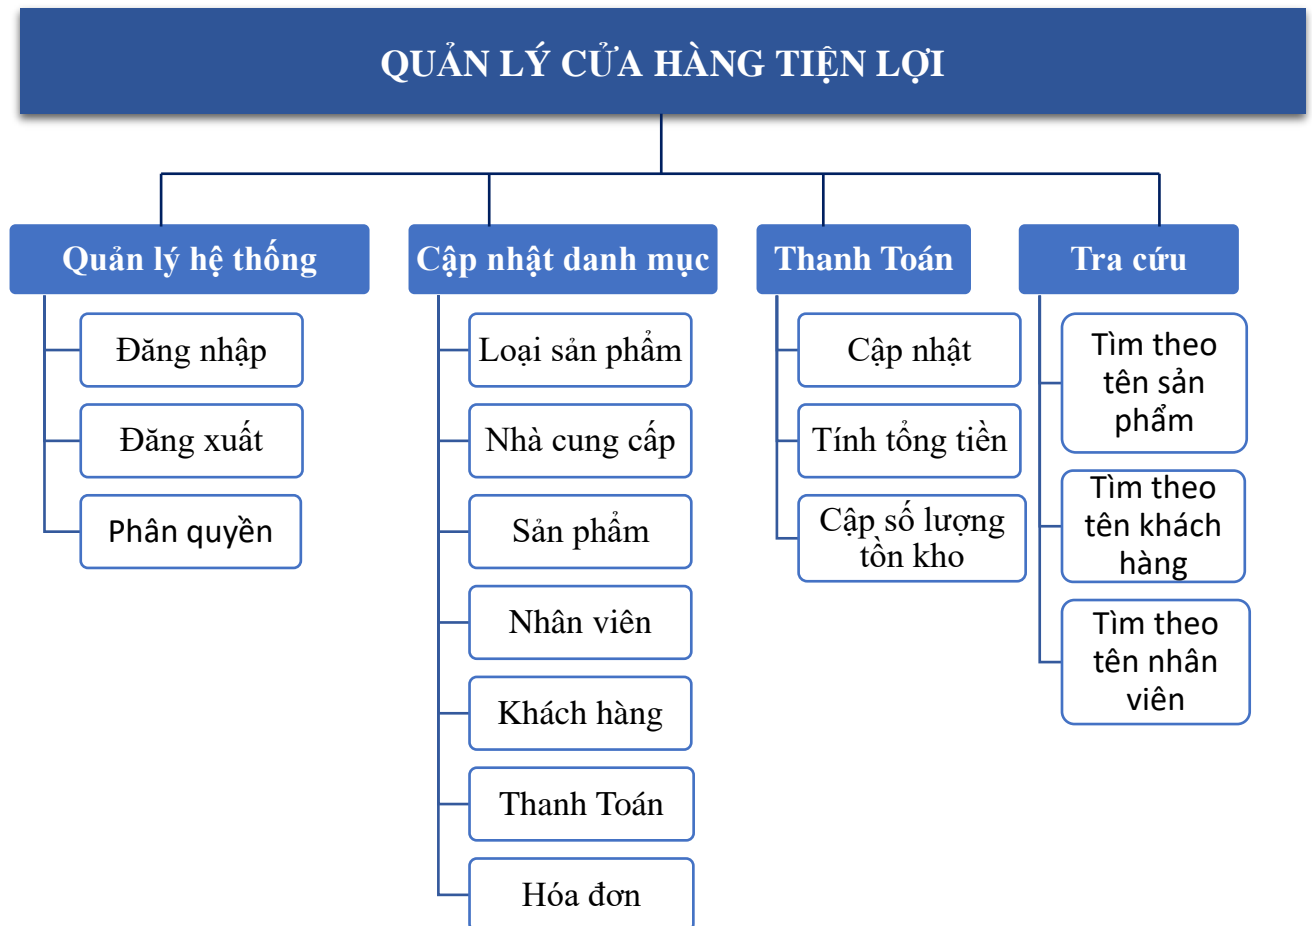 QUẢN LÝ CỬA HÀNG TIỆN LỢI
Quản lý hệ thống
Đăng nhập
Đăng xuất
Phân quyền
Cập nhật danh mục
Loại sản phẩm
Nhà cung cấp
Sản phẩm
Nhân viên
Khách hàng
Thanh Toán
Hóa đơn
Thanh Toán
Cập nhật
Tính tổng tiền
Cập số lượng
tồn kho
Tra cứu
Tìm theo
tên sản
phẩm
Tìm theo
tên khách
hàng
Tìm theo
tên nhân
viên